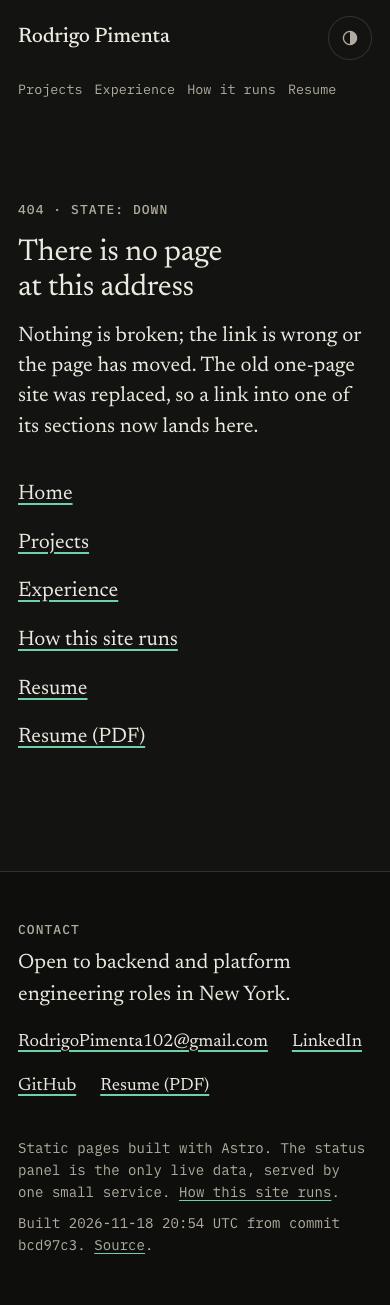 Rodrigo Pimenta
Projects Experience How it runs Resume
404 · STATE: DOWN
There is no page
at this address
Nothing is broken; the link is wrong or
the page has moved. The old one-page
site was replaced, so a link into one of
its sections now lands here.
Home
Projects
Experience
How this site runs
Resume
Resume (PDF)
CONTACT
Open to backend and platform
engineering roles in New York.
RodrigoPimenta102@gmail.com LinkedIn
GitHub Resume (PDF)
Static pages built with Astro. The status
panel is the only live data, served by
one small service. How this site runs.
Built 2026-11-18 20:54 UTC from commit
bcd97c3. Source.